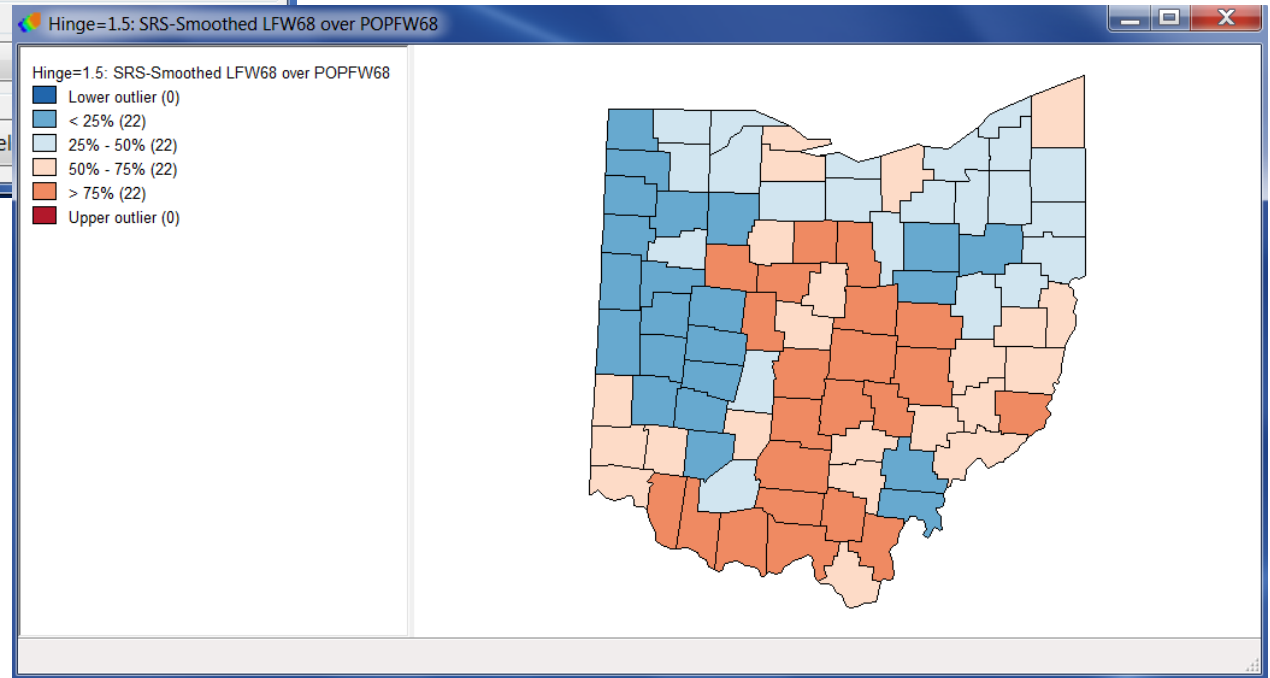 Hinge=1.5: SRS-Smoothed LFW68 over POPFW68
Hinge=1.5: SRS-Smoothed LFW68 over POPFW68
Lower outlier (0)
< 25% (22)
25% - 50% (22)
50% - 75% (22)
> 75% (22)
Upper outlier (0)
el